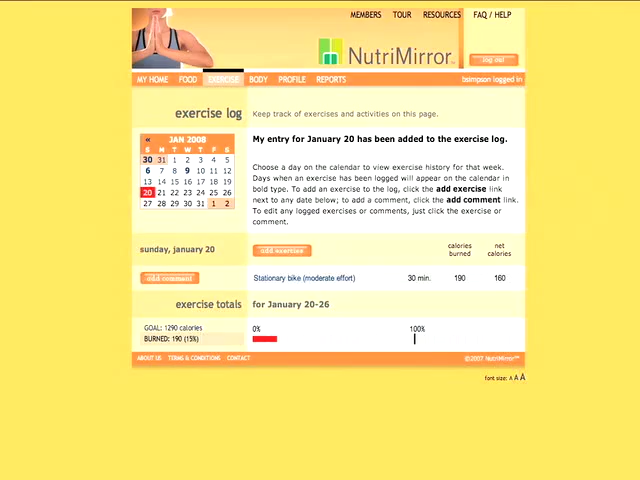 MEMBERS TOUR RESOURCES FAQ / HELP
NutriMirror
log out
MY HOME FOOD EXERCISE BODY PROFILE REPORTS bsimpson logged in
exercise log Keep track of exercises and activities on this page.
« JAN 2008
S M T W T F S
30 31 1 2 3 4 5
6 7 8 9 10 11 12
13 14 15 16 17 18 19
20 21 22 23 24 25 26
27 28 29 30 31 1 2
My entry for January 20 has been added to the exercise log.
Choose a day on the calendar to view exercise history for that week.
Days when an exercise has been logged will appear on the calendar in
bold type. To add an exercise to the log, click the add exercise link
next to any date below; to add a comment, click the add comment link.
To edit any logged exercises or comments, just click the exercise or
comment.
sunday, january 20 add exercise calories burned net calories
add comment Stationary bike (moderate effort) 30 min. 190 160
exercise totals for January 20-26
GOAL: 1290 calories 0% 100%
BURNED: 190 (15%)
ABOUT US TERMS & CONDITIONS CONTACT ©2007 NutriMirror™
font size: A A A